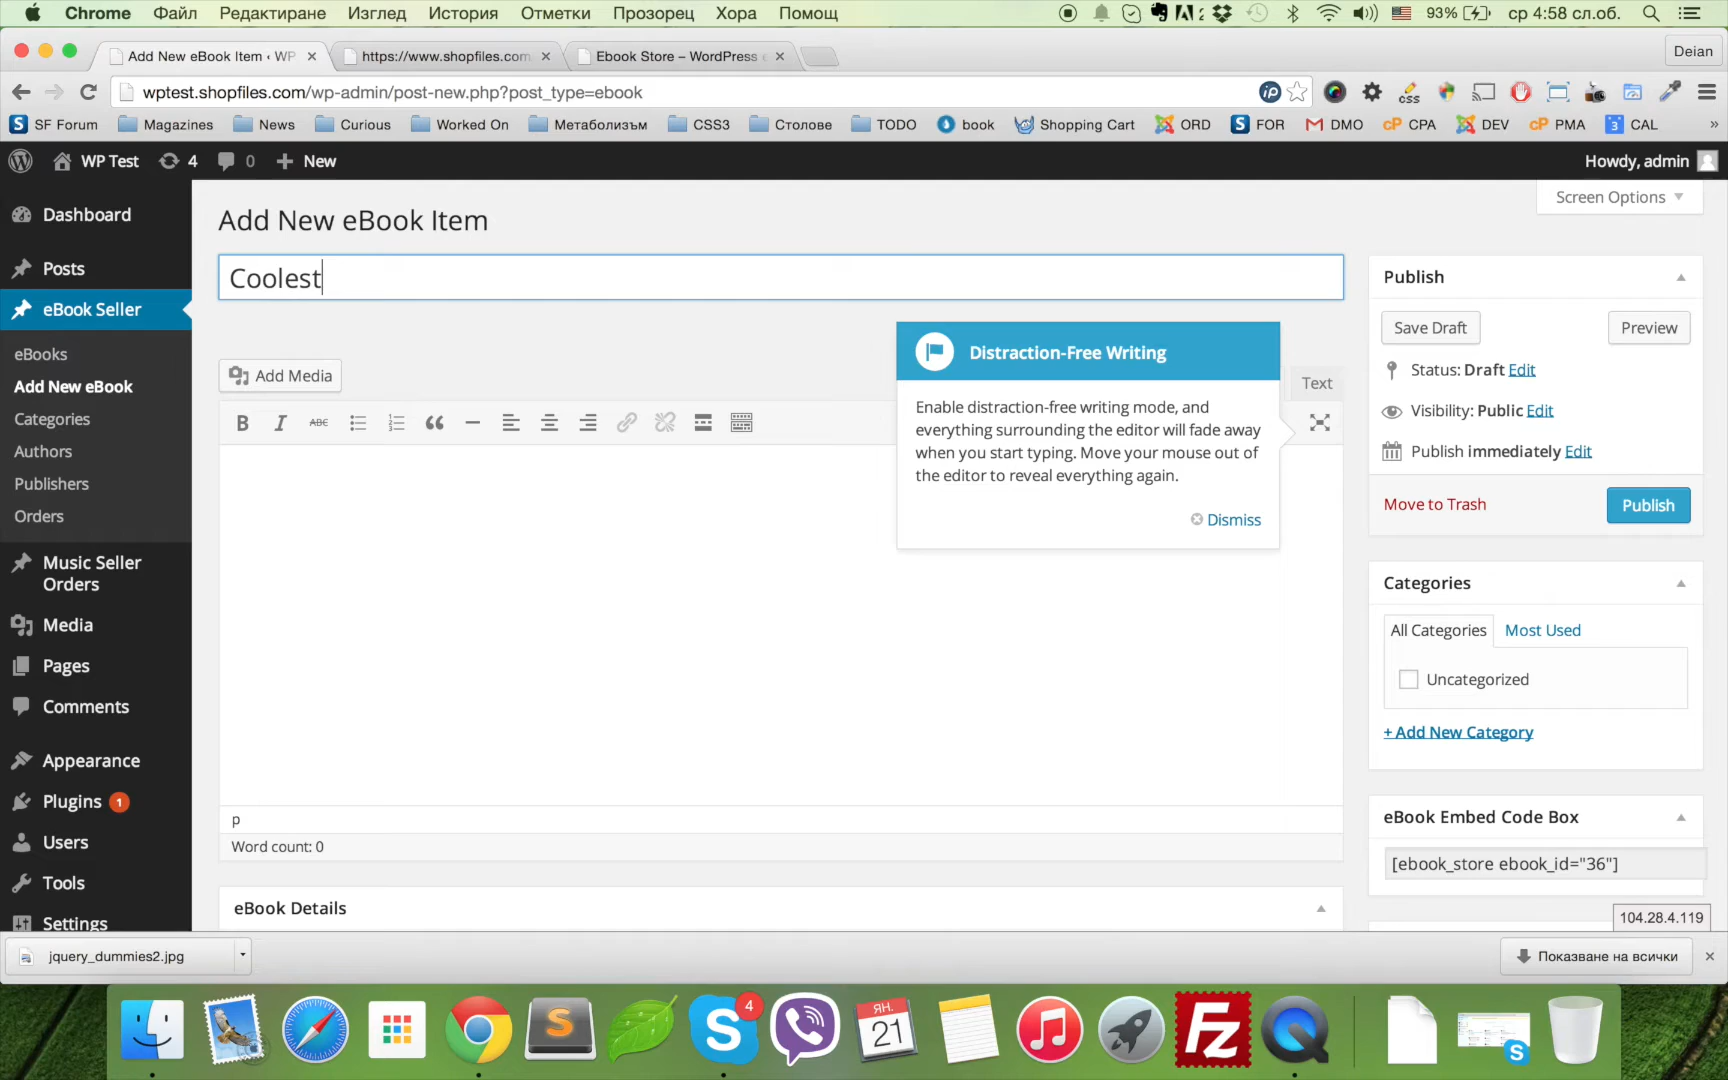 Chrome Файл Редактиране Изглед История Отметки Прозорец Хора Помощ 93% ср 4:58 сл.об.
Add New eBook Item ‹ WP https://www.shopfiles.com Ebook Store – WordPress e Deian
wptest.shopfiles.com/wp-admin/post-new.php?post_type=ebook
SF Forum Magazines News Curious Worked On Метаболизъм CSS3 Столове TODO book Shopping Cart ORD FOR DMO CPA DEV PMA CAL »
WP Test 4 0 New Howdy, admin
Screen Options
Dashboard
Posts
eBook Seller
eBooks
Add New eBook
Categories
Authors
Publishers
Orders
Music Seller
Orders
Media
Pages
Comments
Appearance
Plugins 1
Users
Tools
Settings
Add New eBook Item
Coolest
Add Media
Text
B I ABC
Distraction-Free Writing
Enable distraction-free writing mode, and
everything surrounding the editor will fade away
when you start typing. Move your mouse out of
the editor to reveal everything again.
Dismiss
p
Word count: 0
eBook Details
Publish
Save Draft Preview
Status: Draft Edit
Visibility: Public Edit
Publish immediately Edit
Move to Trash Publish
Categories
All Categories Most Used
Uncategorized
+ Add New Category
eBook Embed Code Box
[ebook_store ebook_id="36"]
104.28.4.119
jquery_dummies2.jpg Показване на всички
S 4 ЯН. 21 FZ S